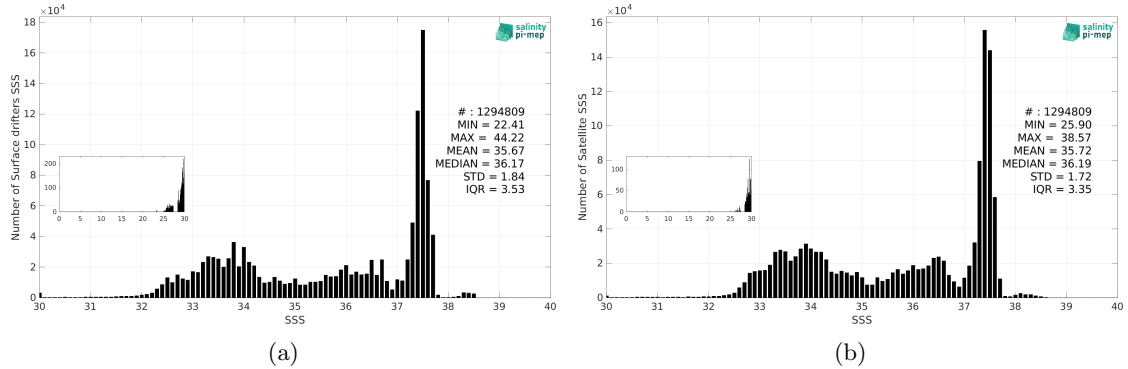 ×10⁴
18
16
14
12
10
8
6
4
2
0
Number of Surface drifters SSS
salinity
pi-mep
# : 1294809
MIN = 22.41
MAX = 44.22
MEAN = 35.67
MEDIAN = 36.17
STD = 1.84
IQR = 3.53
200
100
0
0 5 10 15 20 25 30
30 31 32 33 34 35 36 37 38 39 40
SSS
(a)
×10⁴
16
14
12
10
8
6
4
2
0
Number of Satellite SSS
salinity
pi-mep
# : 1294809
MIN = 25.90
MAX = 38.57
MEAN = 35.72
MEDIAN = 36.19
STD = 1.72
IQR = 3.35
100
50
0
0 5 10 15 20 25 30
30 31 32 33 34 35 36 37 38 39 40
SSS
(b)